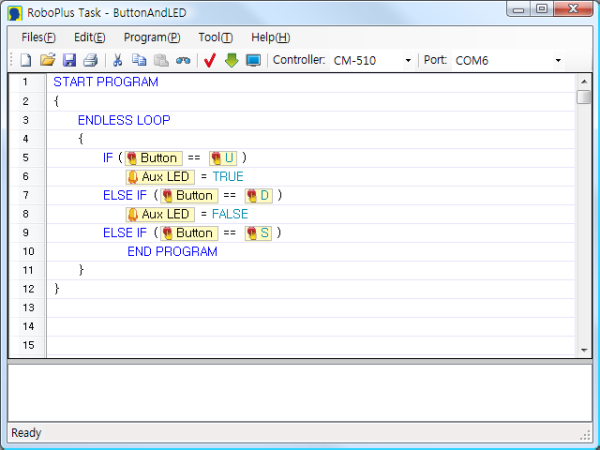 RoboPlus Task - ButtonAndLED
Files(F) Edit(E) Program(P) Tool(T) Help(H)
Controller: CM-510 Port: COM6
1 START PROGRAM
2 {
3 ENDLESS LOOP
4 {
5 IF ( Button == U )
6 Aux LED = TRUE
7 ELSE IF ( Button == D )
8 Aux LED = FALSE
9 ELSE IF ( Button == S )
10 END PROGRAM
11 }
12 }
13
14
15
Ready